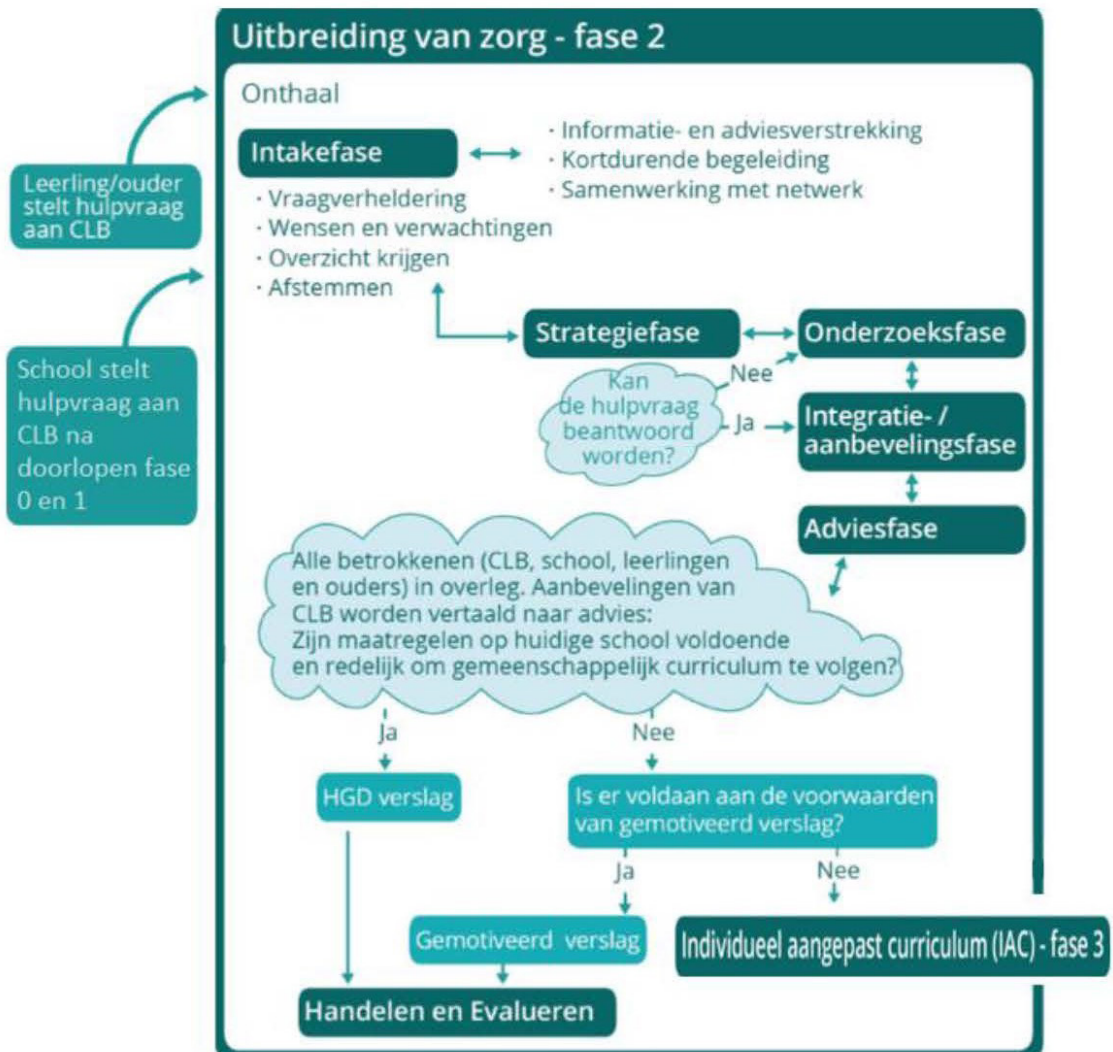 Uitbreiding van zorg - fase 2
Onthaal
Intakefase
· Informatie- en adviesverstrekking
· Kortdurende begeleiding
· Samenwerking met netwerk
Leerling/ouder
stelt hulpvraag
aan CLB
· Vraagverheldering
· Wensen en verwachtingen
· Overzicht krijgen
· Afstemmen
School stelt
hulpvraag aan
CLB na
doorlopen fase
0 en 1
Strategiefase
Onderzoeksfase
Kan
de hulpvraag
beantwoord
worden?
Nee
Ja
Integratie- /
aanbevelingsfase
Adviesfase
Alle betrokkenen (CLB, school, leerlingen
en ouders) in overleg. Aanbevelingen van
CLB worden vertaald naar advies:
Zijn maatregelen op huidige school voldoende
en redelijk om gemeenschappelijk curriculum te volgen?
Ja
Nee
HGD verslag
Is er voldaan aan de voorwaarden
van gemotiveerd verslag?
Ja
Nee
Gemotiveerd verslag
Individueel aangepast curriculum (IAC) - fase 3
Handelen en Evalueren